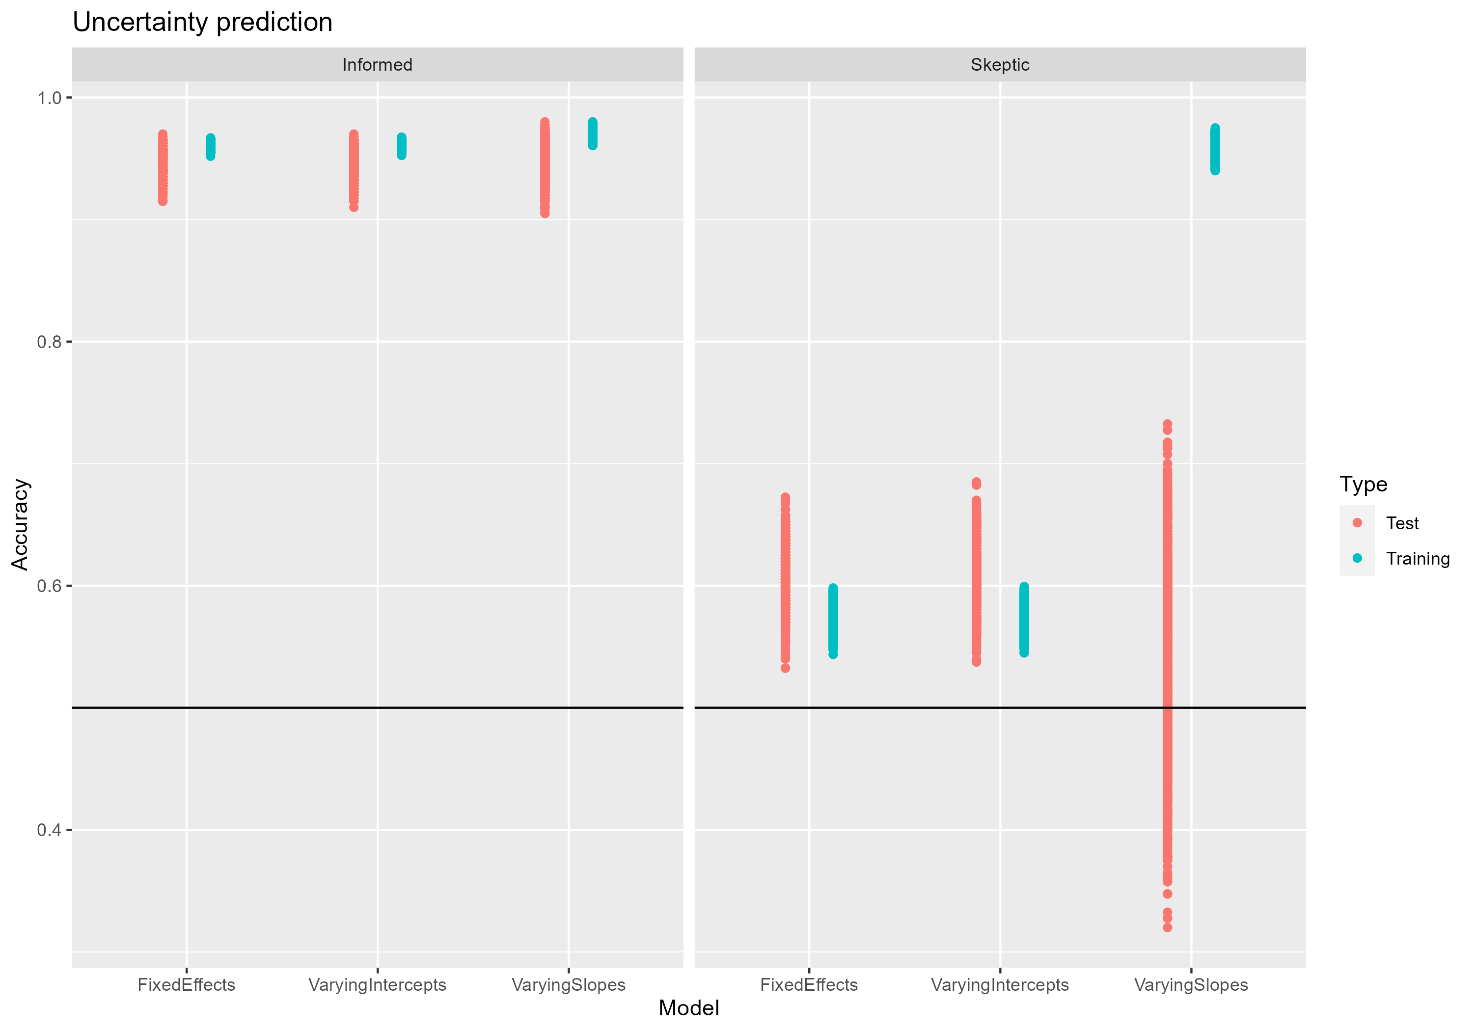 Uncertainty prediction
Informed
Skeptic
1.0
0.8
0.6
0.4
Accuracy
FixedEffects
VaryingIntercepts
VaryingSlopes
FixedEffects
VaryingIntercepts
VaryingSlopes
Model
Type
Test
Training